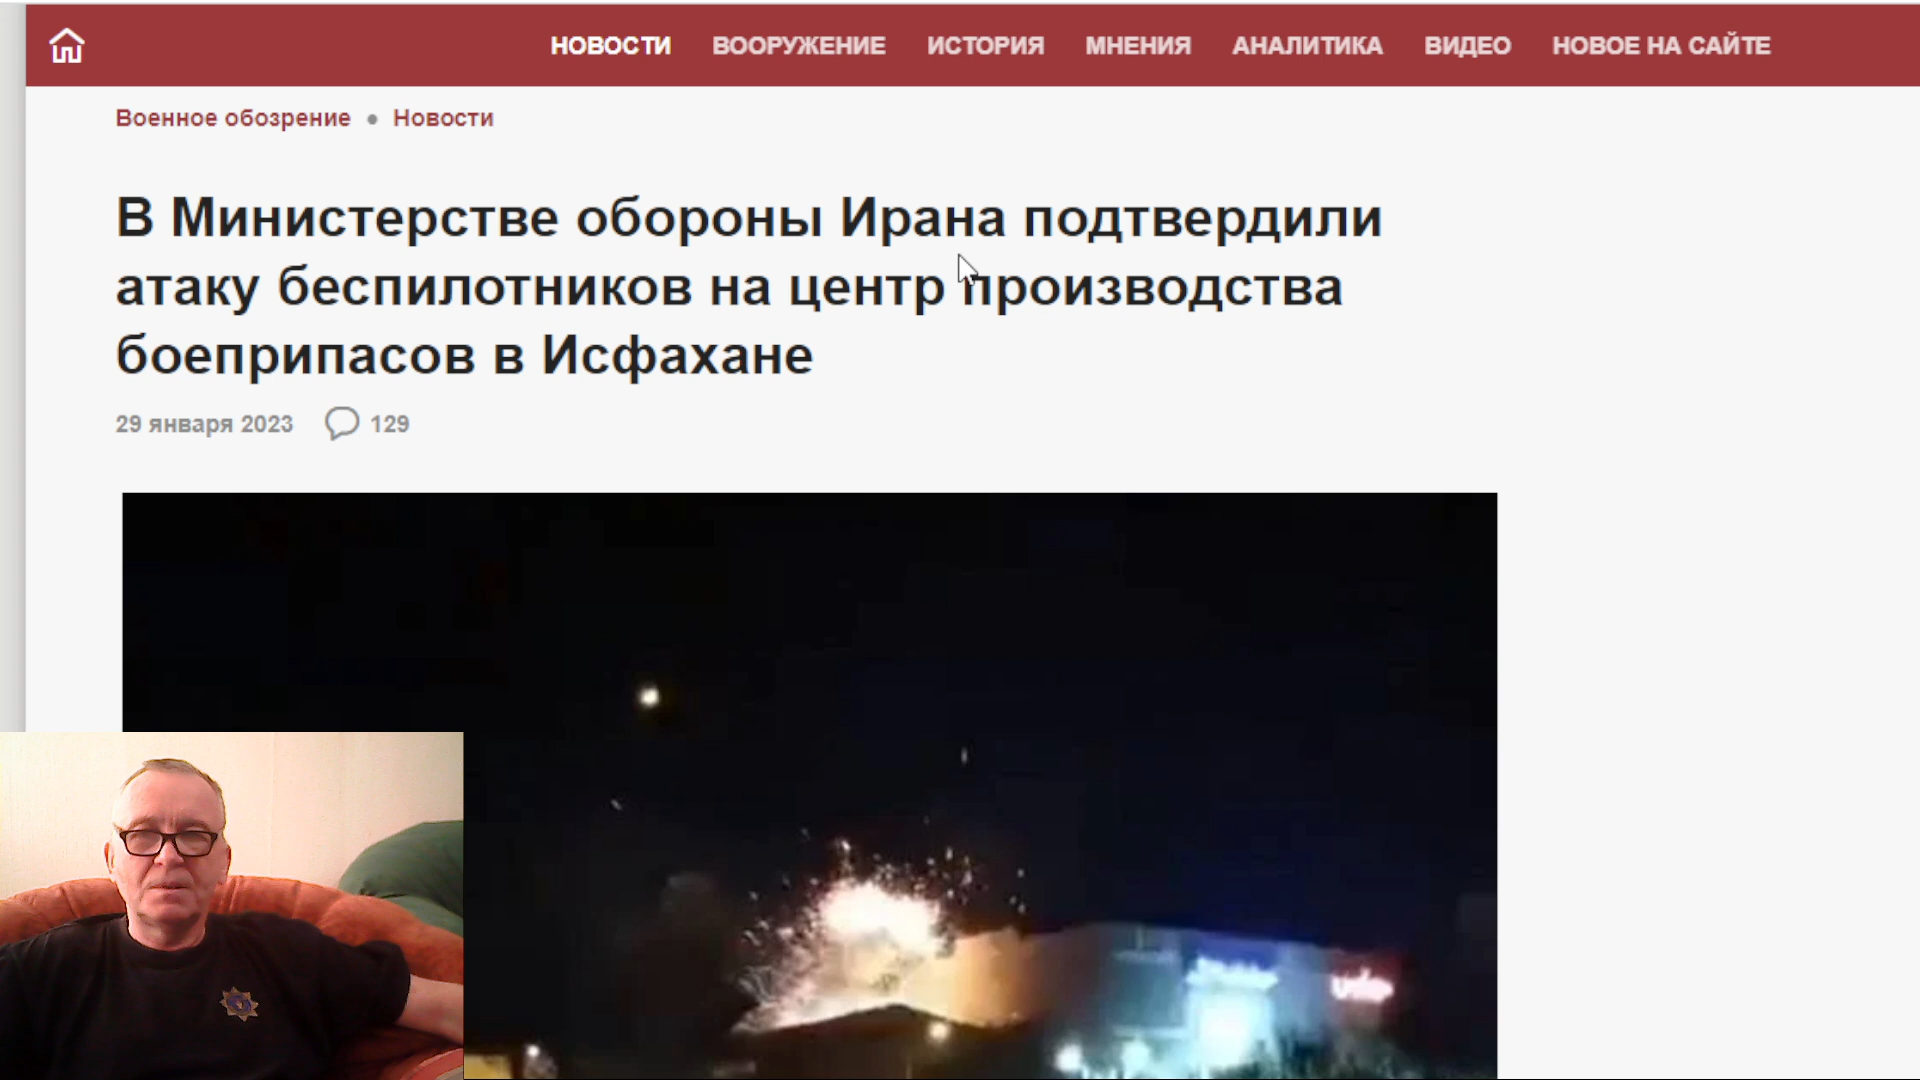 НОВОСТИ ВООРУЖЕНИЕ ИСТОРИЯ МНЕНИЯ АНАЛИТИКА ВИДЕО НОВОЕ НА САЙТЕ
Военное обозрение • Новости
В Министерстве обороны Ирана подтвердили
атаку беспилотников на центр производства
боеприпасов в Исфахане
29 января 2023 129